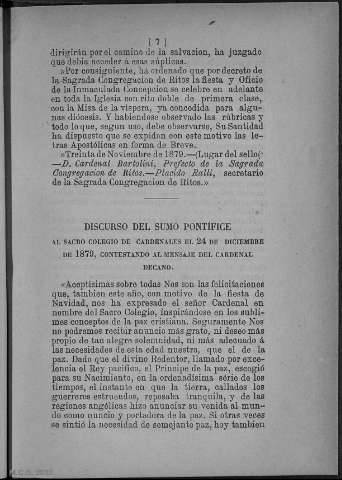 [ 7 ]
dirigirán por el camino de la salvacion, ha juzgado
que debia acceder á esas súplicas.
»Por consiguiente, ha ordenado que por decreto de
la Sagrada Congregacion de Ritos la fiesta y Oficio
de la Inmaculada Concepcion se celebre en adelante
en toda la Iglesia con rito doble de primera clase,
con la Misa de la víspera, ya concedida para algu-
nas diócesis. Y habiéndose observado las rúbricas y
todo lo que, segun uso, debe observarse, Su Santidad
ha dispuesto que se expidan con este motivo las le-
tras Apostólicas en forma de Breve.
»Treinta de Noviembre de 1879.—(Lugar del sello)
—D. Cardenal Bartolini, Prefecto de la Sagrada
Congregacion de Ritos.—Placido Ralli, secretario
de la Sagrada Congregacion de Ritos.»
DISCURSO DEL SUMO PONTÍFICE
AL SACRO COLEGIO DE CARDENALES EL 24 DE DICIEMBRE
DE 1879, CONTESTANDO AL MENSAJE DEL CARDENAL
DECANO.
«Aceptísimas sobre todas Nos son las felicitaciones
que, tambien este año, con motivo de la fiesta de
Navidad, nos ha expresado el señor Cardenal en
nombre del Sacro Colegio, inspirándose en los subli-
mes conceptos de la paz cristiana. Seguramente Nos
no podremos recibir anuncio más grato, ni deseo más
propio de tan alegre solemnidad, ni más adecuado á
las necesidades de esta edad nuestra, que el de la
paz. Dado que el divino Redentor, llamado por exce-
lencia el Rey pacífico, el Príncipe de la paz, escogió
para su Nacimiento, en la ordenadísima série de los
tiempos, el instante en que la tierra, callados los
guerreros estruendos, reposaba tranquila, y de las
regiones angélicas hizo anunciar su venida al mun-
do como nuncio y portadora de la paz. Si otras veces
se sintió la necesidad de semejanto paz, hoy tambien